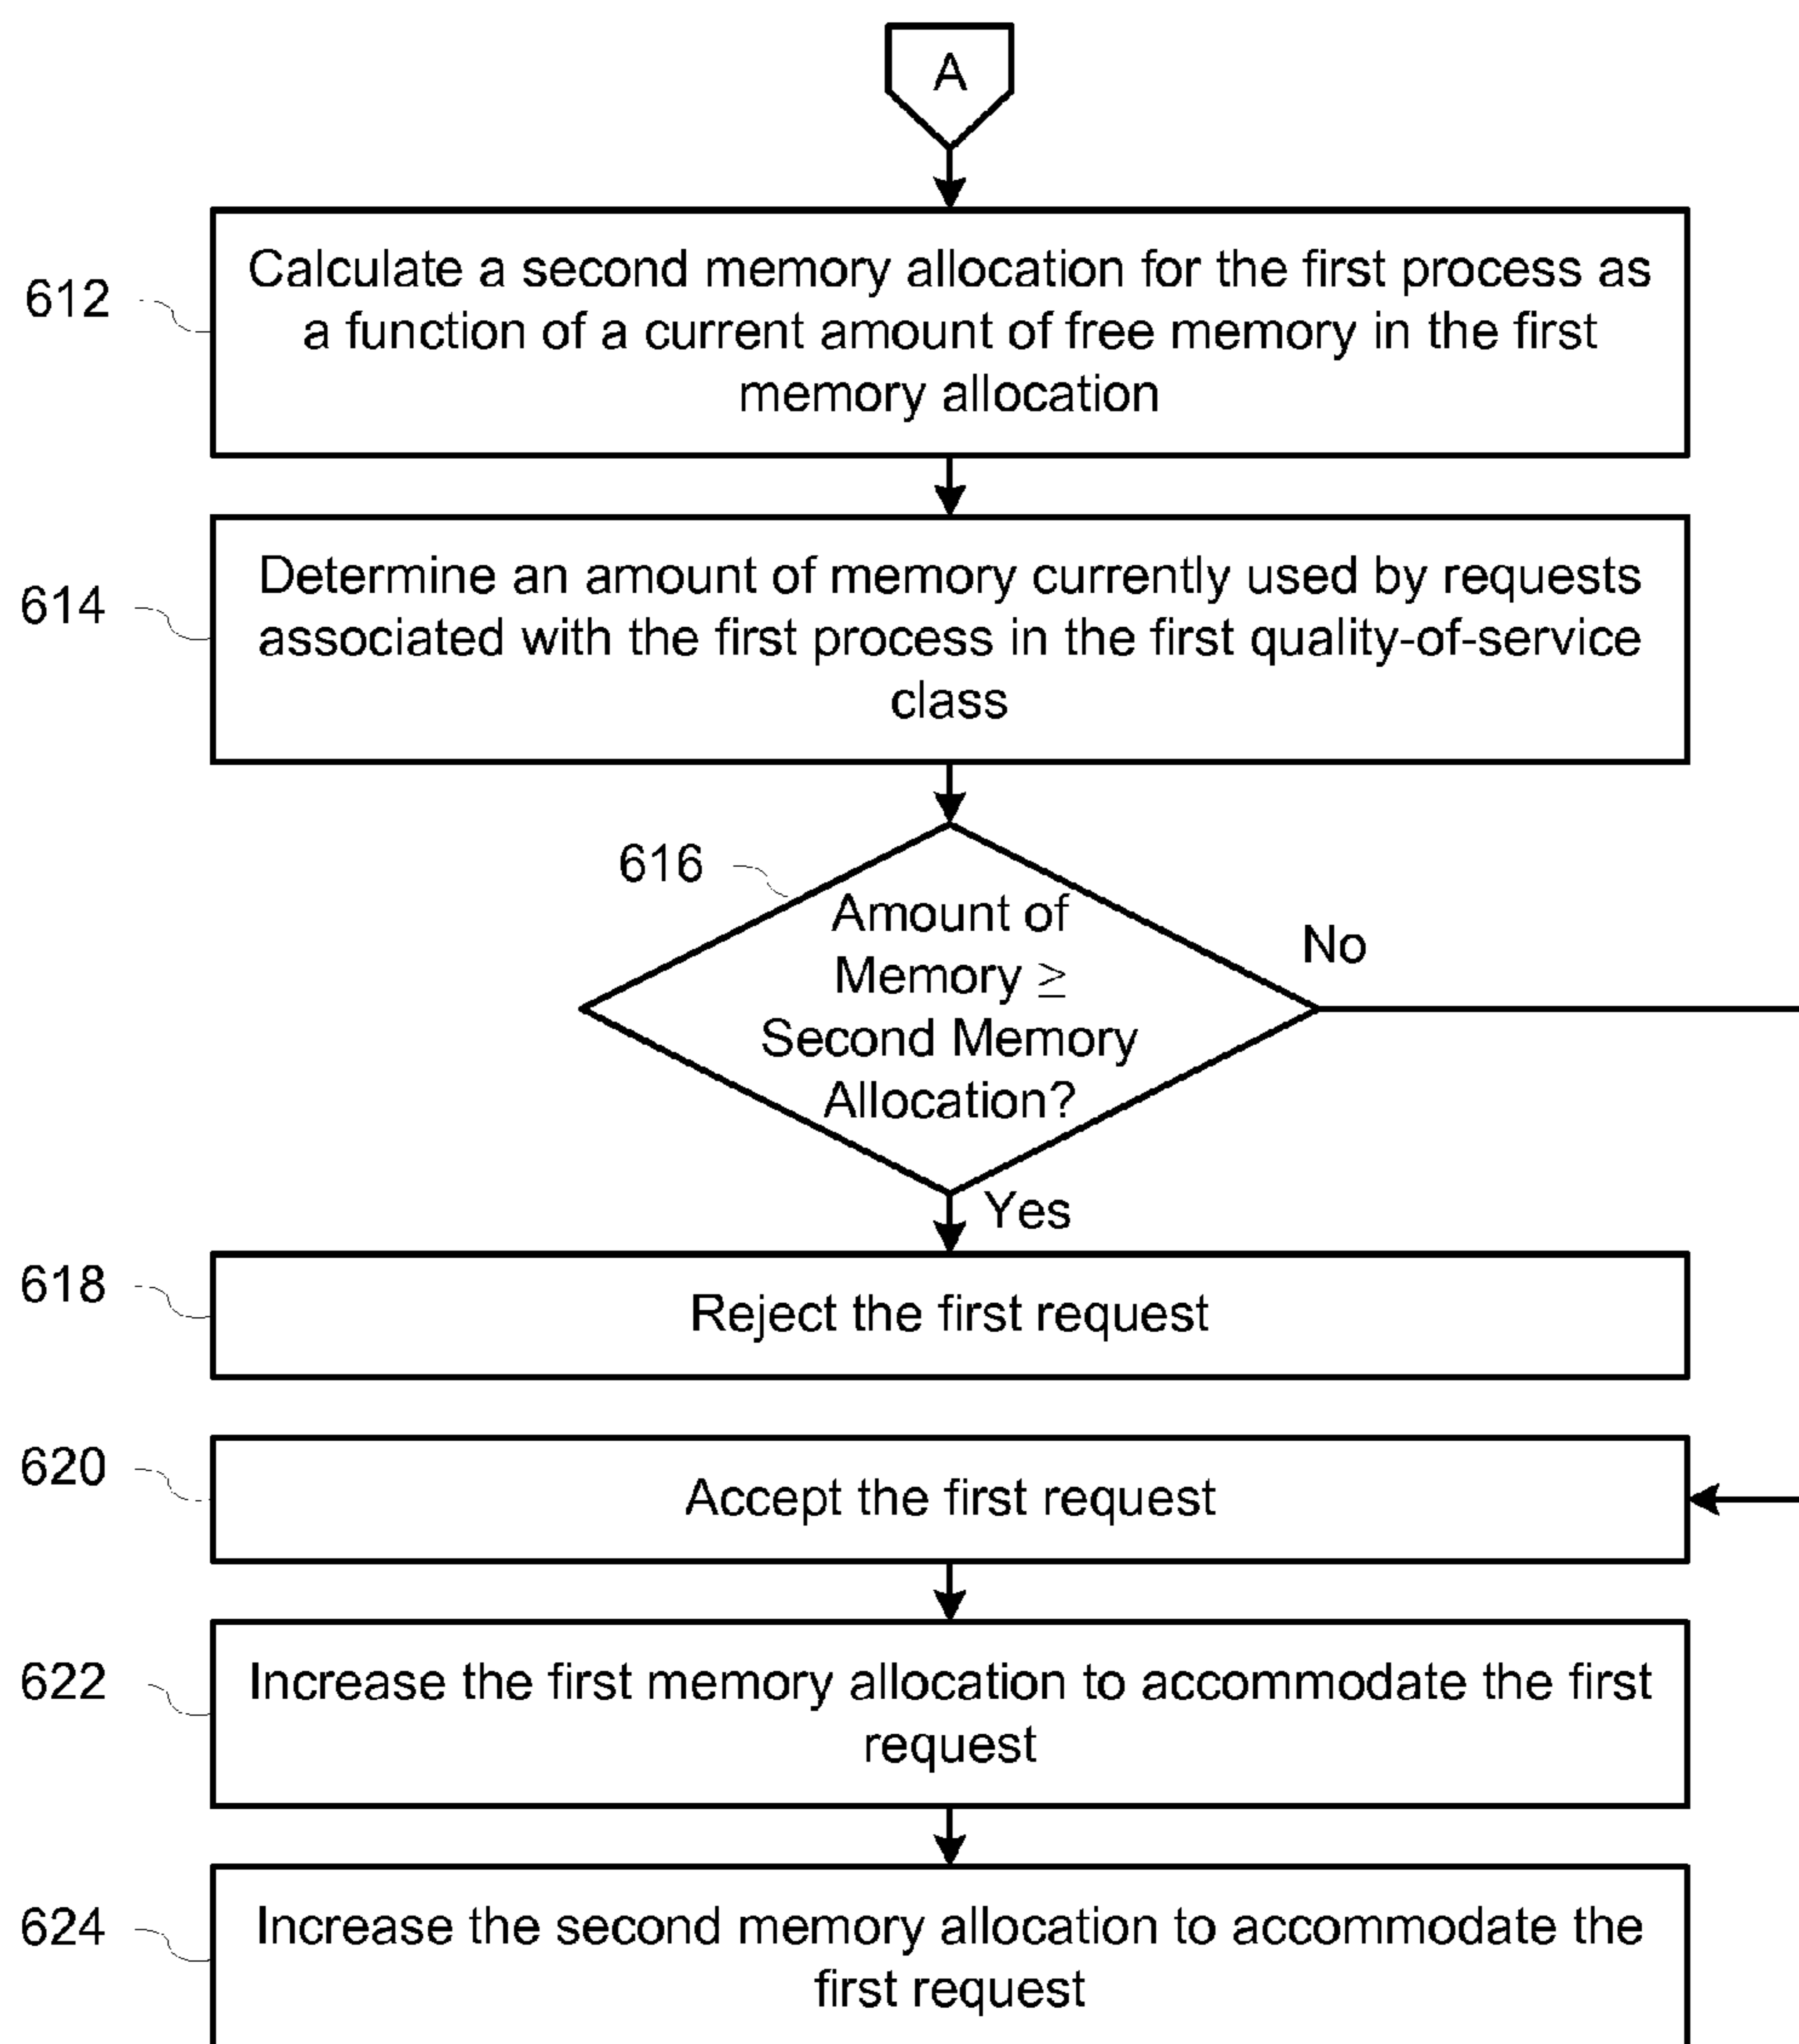 A
612
Calculate a second memory allocation for the first process as
a function of a current amount of free memory in the first
memory allocation
614
Determine an amount of memory currently used by requests
associated with the first process in the first quality-of-service
class
616
Amount of
Memory ≥
Second Memory
Allocation?
No
Yes
618
Reject the first request
620
Accept the first request
622
Increase the first memory allocation to accommodate the first
request
624
Increase the second memory allocation to accommodate the
first request